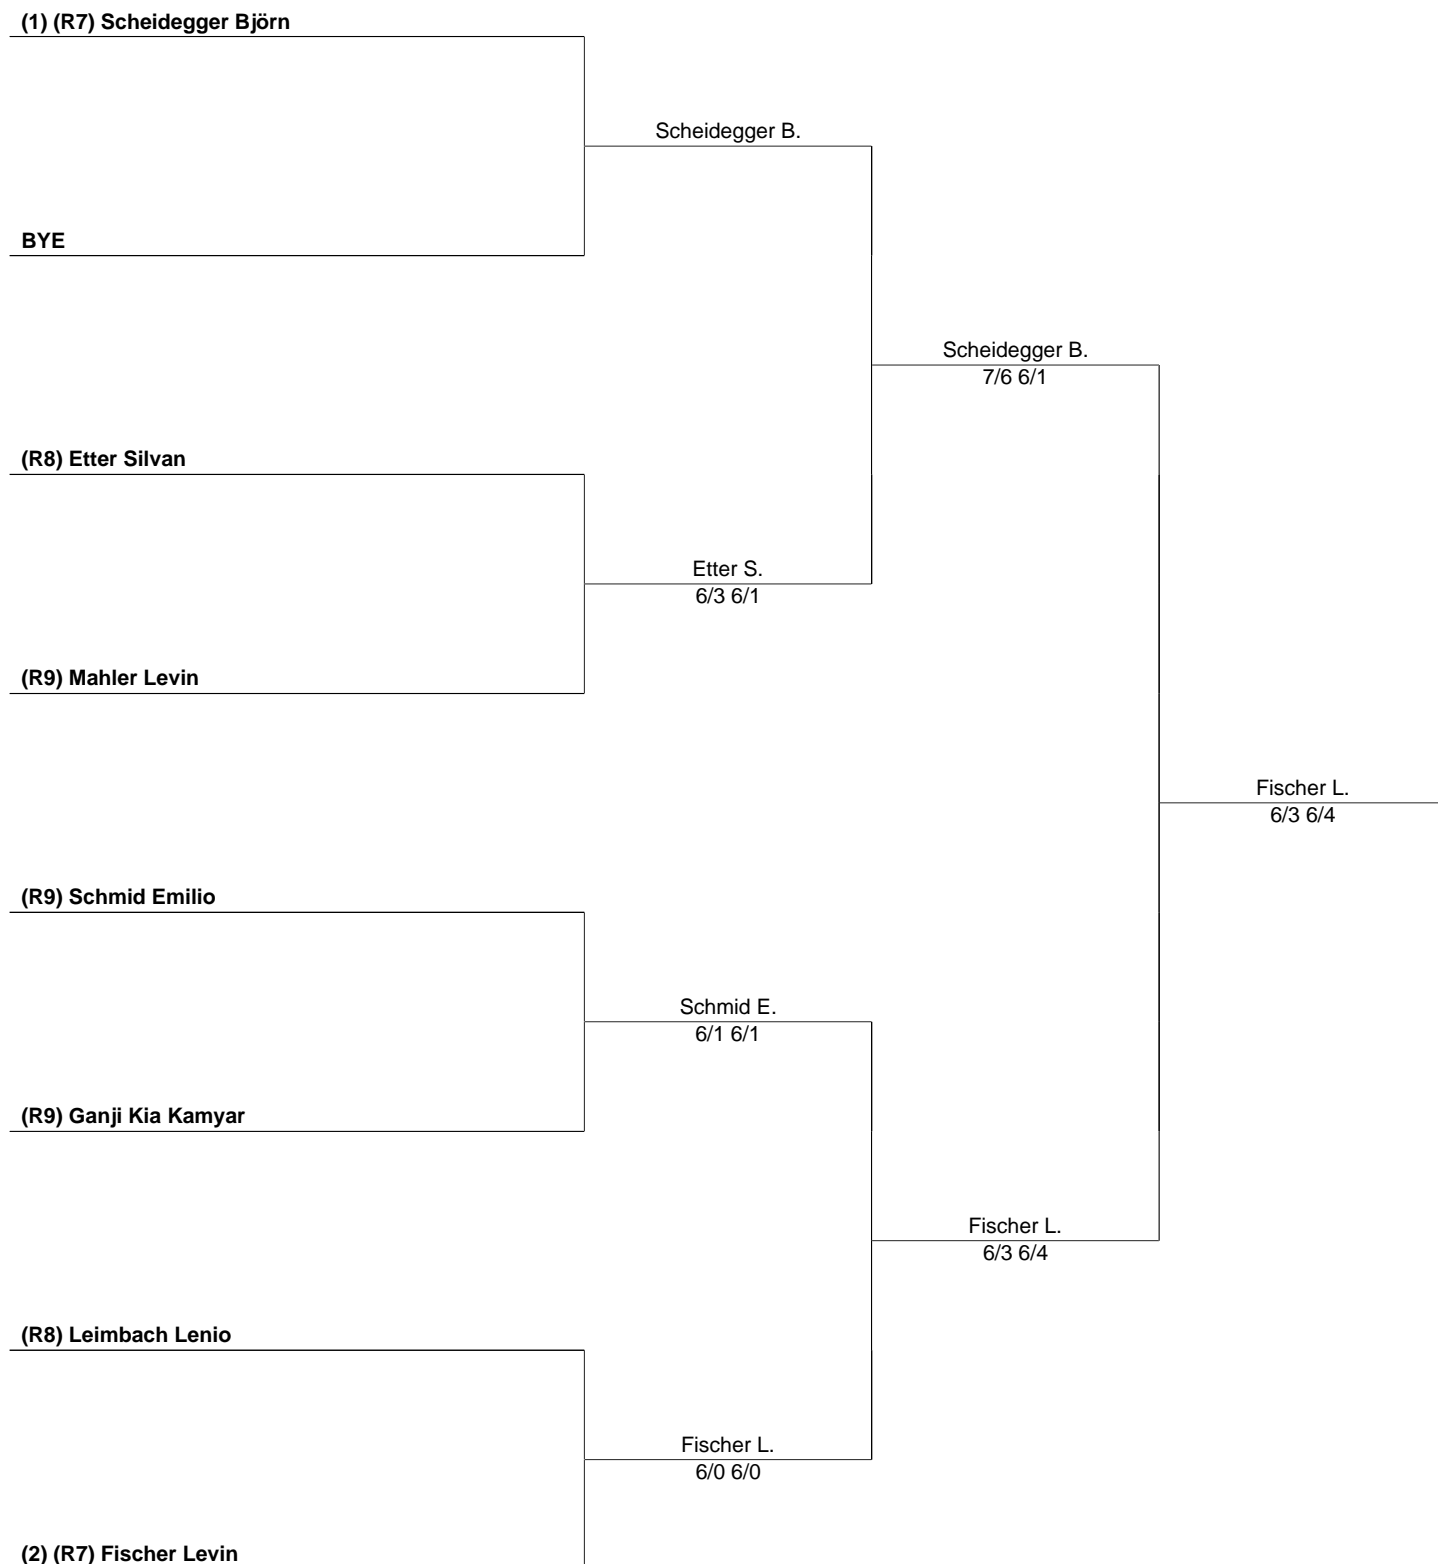 (1) (R7) Scheidegger Björn
Scheidegger B.
BYE
Scheidegger B.
7/6 6/1
(R8) Etter Silvan
Etter S.
6/3 6/1
(R9) Mahler Levin
Fischer L.
6/3 6/4
(R9) Schmid Emilio
Schmid E.
6/1 6/1
(R9) Ganji Kia Kamyar
Fischer L.
6/3 6/4
(R8) Leimbach Lenio
Fischer L.
6/0 6/0
(2) (R7) Fischer Levin